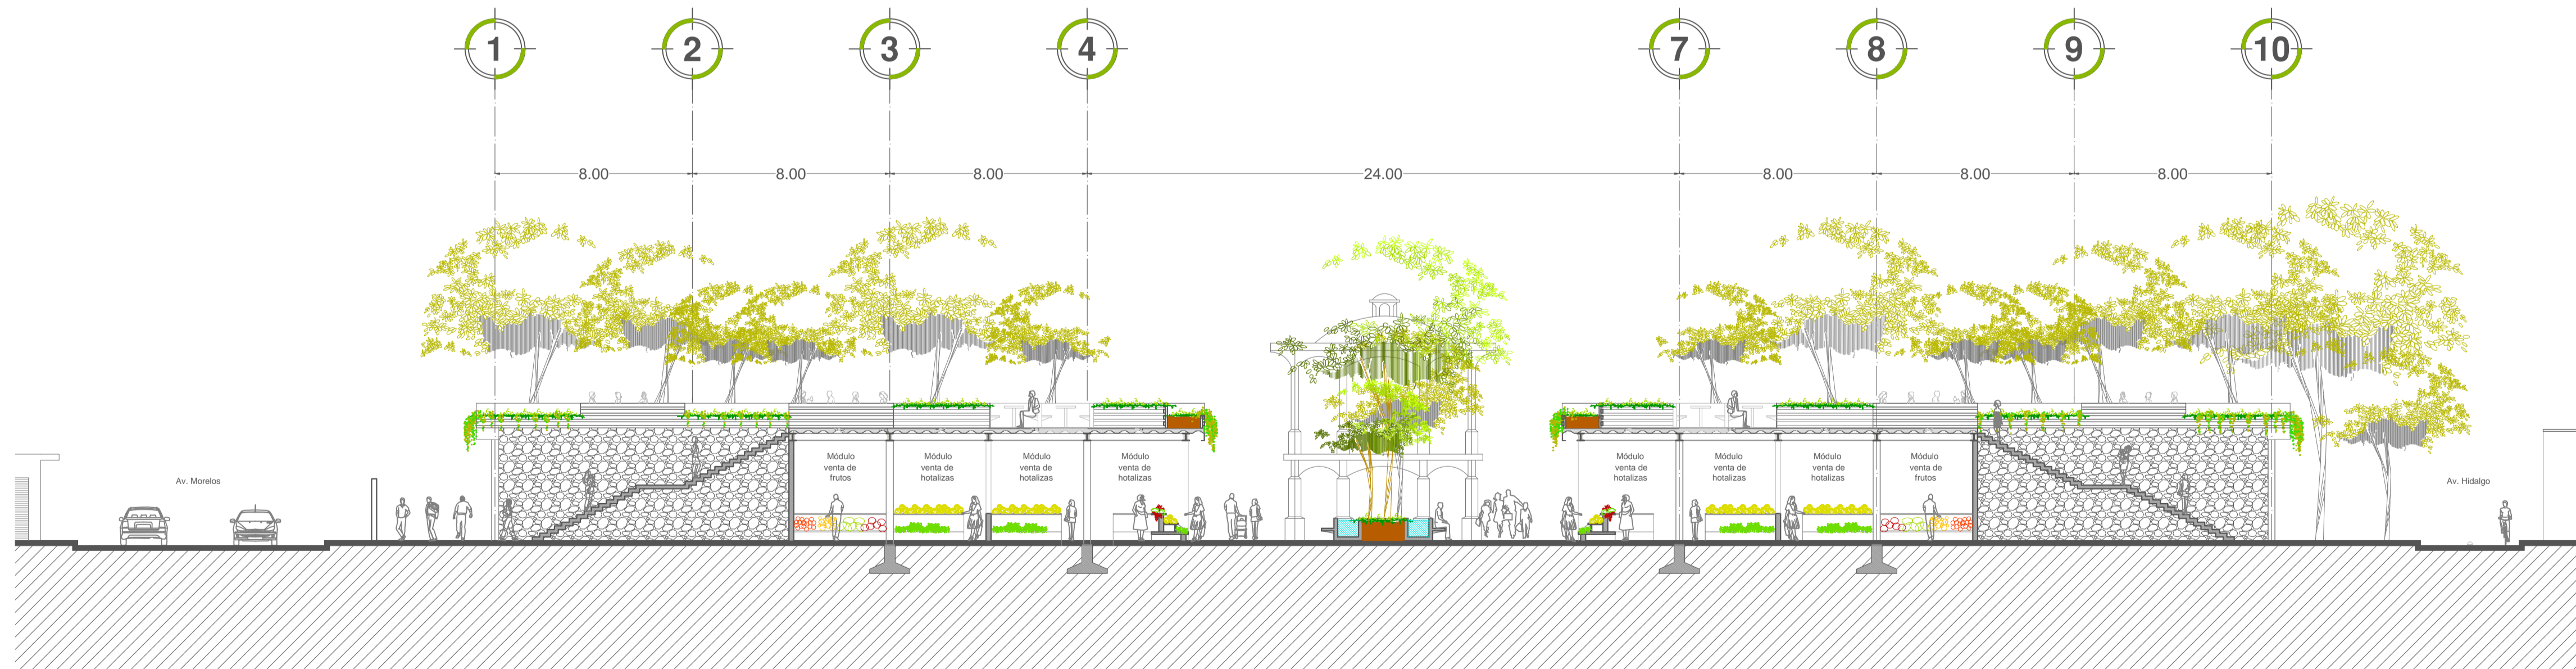 1 2 3 4 7 8 9 10
8.00 8.00 8.00 24.00 8.00 8.00 8.00
Módulo Módulo Módulo Módulo Módulo Módulo Módulo Módulo
venta de venta de venta de venta de venta de venta de venta de venta de
frutos hotalizas hotalizas hotalizas hotalizas hotalizas hotalizas frutos
Av. Morelos Av. Hidalgo